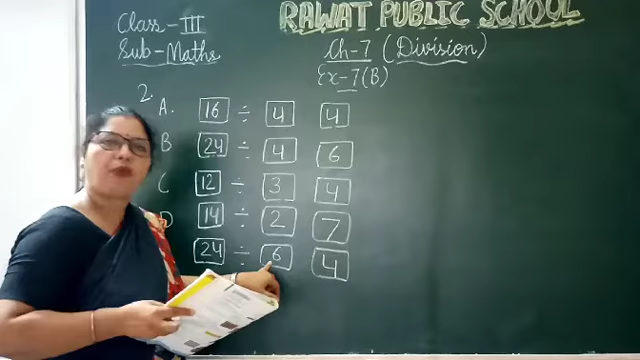 RAWAT PUBLIC SCHOOL
Class - III
Sub - Maths
Ch-7 (Division)
Ex-7(B)
2.
A. 16 ÷ 4 4
B 24 ÷ 4 6
C 12 ÷ 3 4
D 14 ÷ 2 7
24 ÷ 6 4